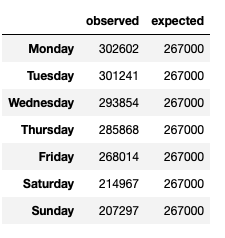 observed expected
Monday 302602 267000
Tuesday 301241 267000
Wednesday 293854 267000
Thursday 285868 267000
Friday 268014 267000
Saturday 214967 267000
Sunday 207297 267000